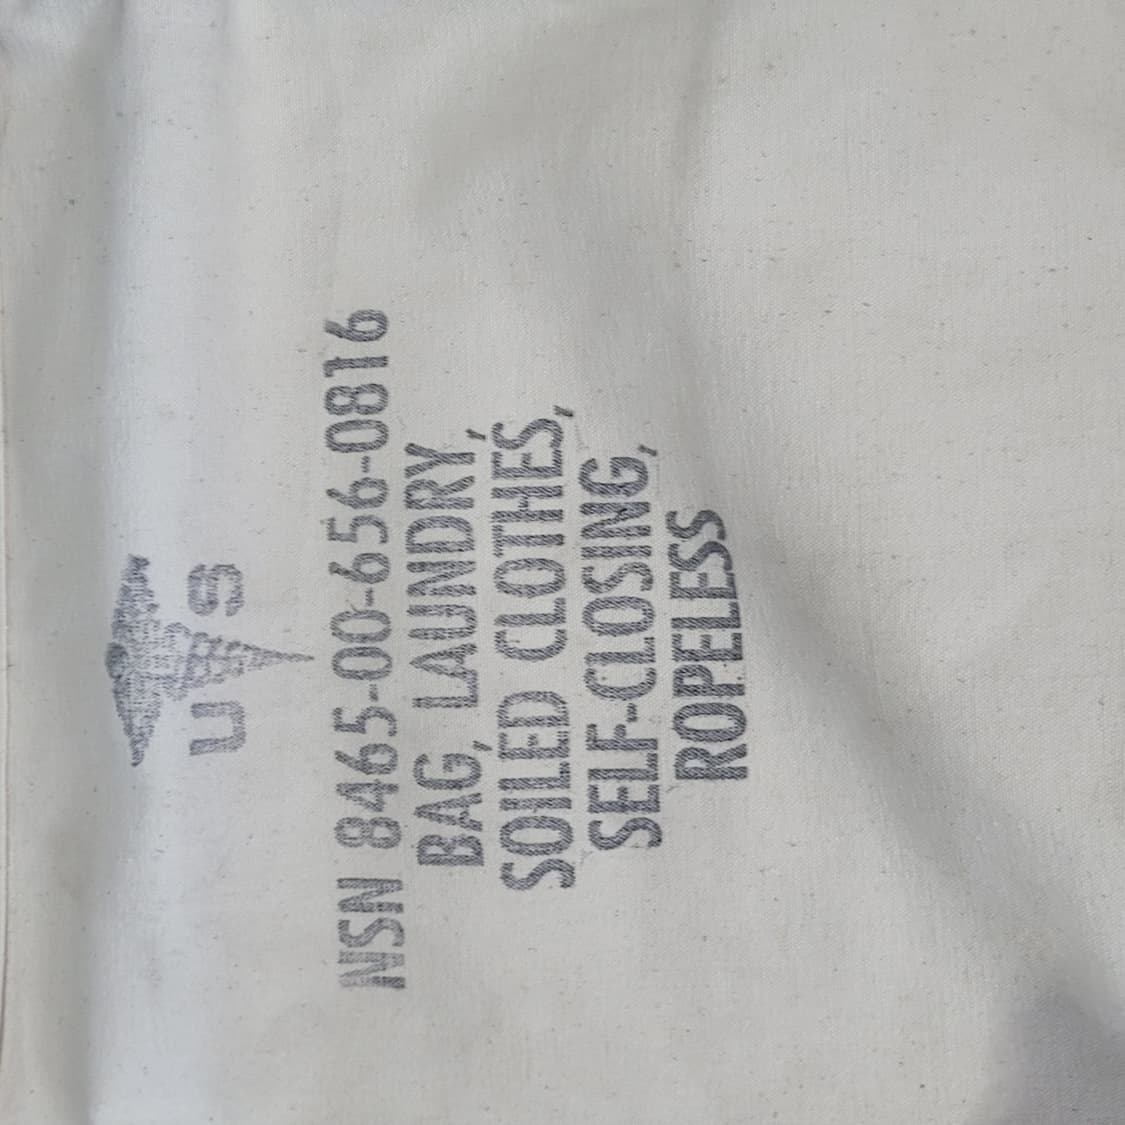 U S
NSN 8465-00-656-0816
BAG, LAUNDRY,
SOILED CLOTHES,
SELF-CLOSING,
ROPELESS